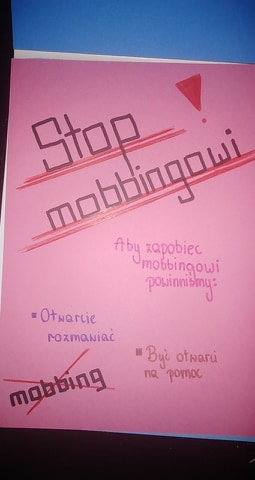 Stop !
mobbingowi
Aby zapobiec
mobbingowi
powinniśmy:
▪ Otwarcie
rozmawiać
▪ Być otwarci
na pomoc
mobbing